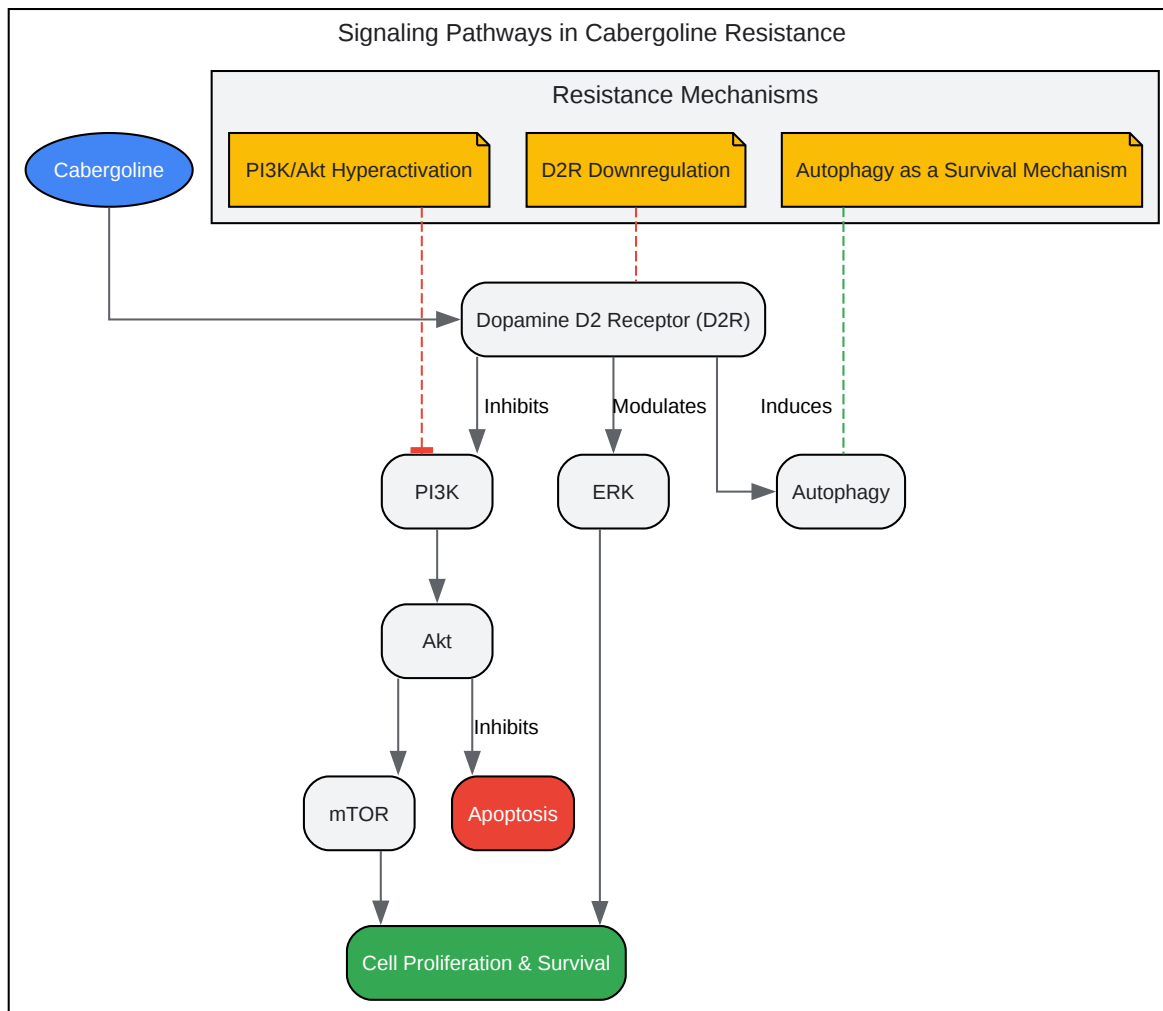 Signaling Pathways in Cabergoline Resistance
Resistance Mechanisms
Cabergoline
PI3K/Akt Hyperactivation
D2R Downregulation
Autophagy as a Survival Mechanism
Dopamine D2 Receptor (D2R)
Inhibits
Modulates
Induces
PI3K
ERK
Autophagy
Akt
Inhibits
mTOR
Apoptosis
Cell Proliferation & Survival